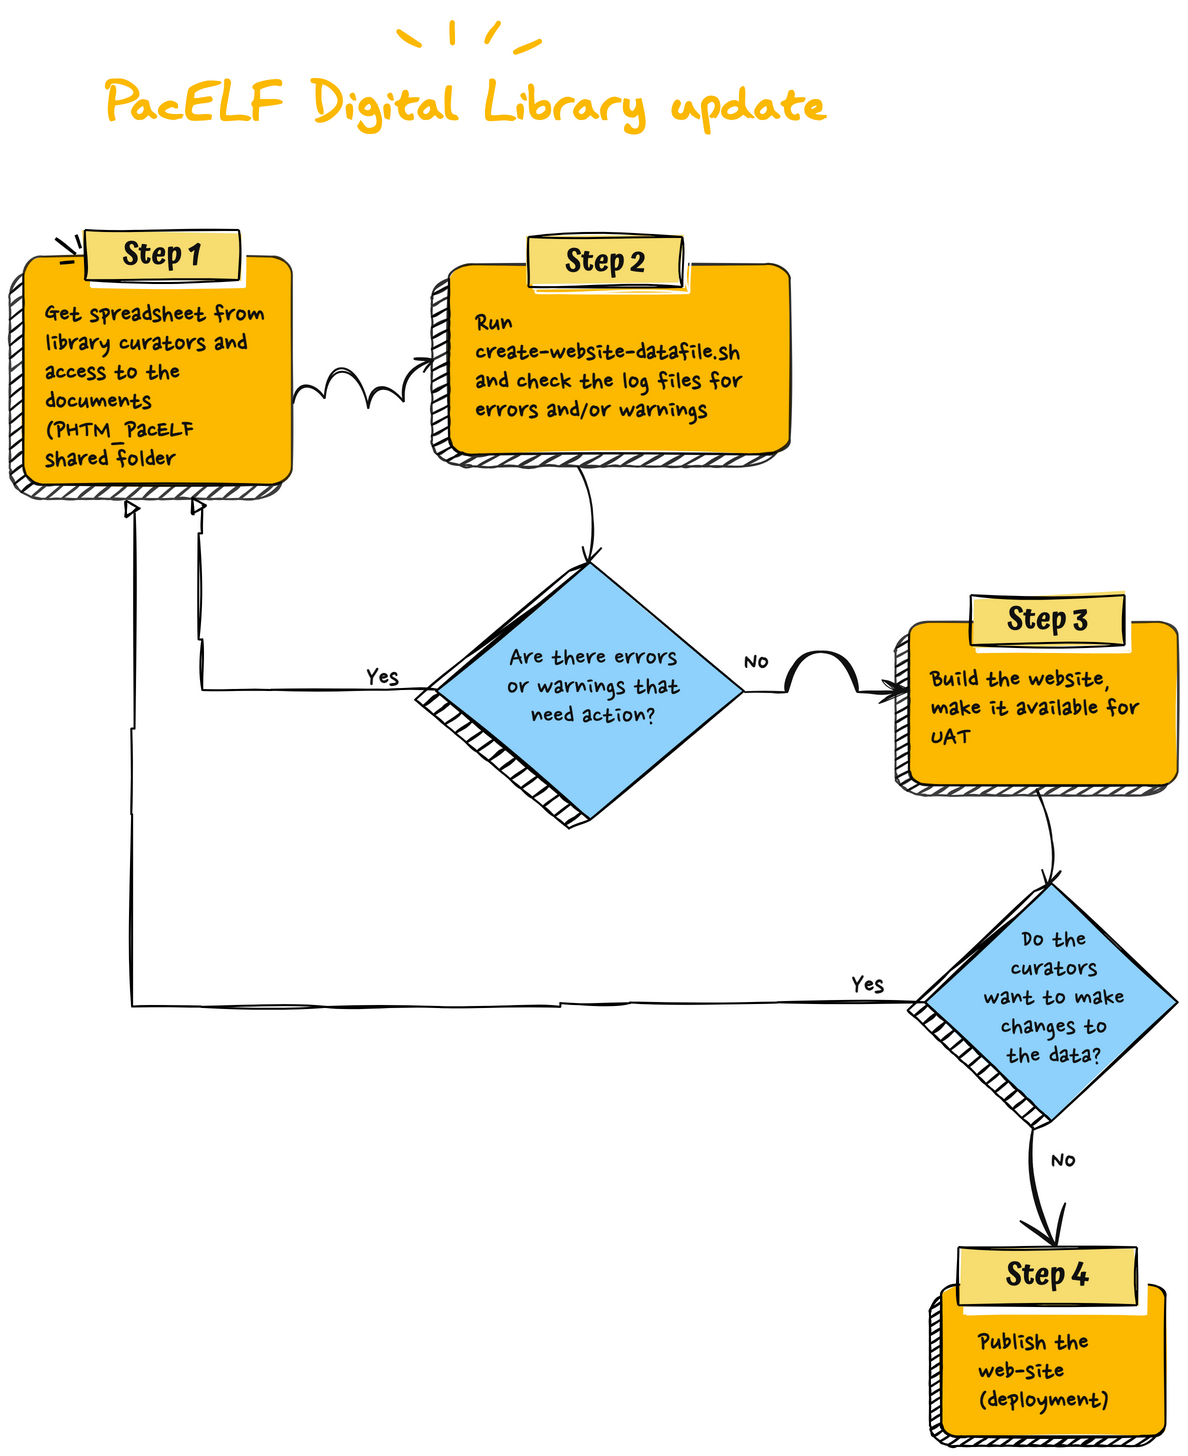 PacELF Digital Library update
Step 1
Get spreadsheet from
library curators and
access to the
documents
(PHTM_PacELF
shared folder
Step 2
Run
create-website-datafile.sh
and check the log files for
errors and/or warnings
Are there errors
or warnings that
need action?
Yes
NO
Step 3
Build the website,
make it available for
UAT
Do the
curators
want to make
changes to
the data?
Yes
NO
Step 4
Publish the
web-site
(deployment)